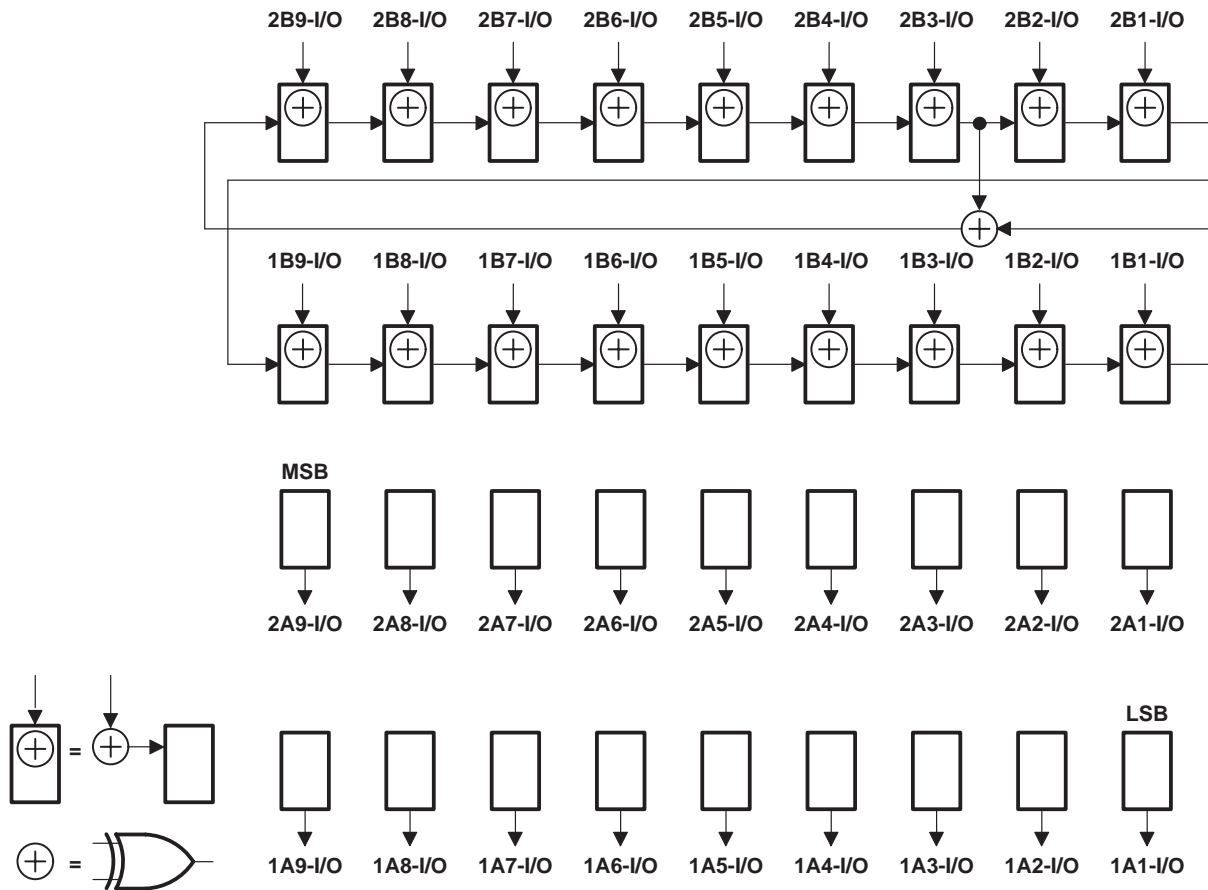 2B9-I/O 2B8-I/O 2B7-I/O 2B6-I/O 2B5-I/O 2B4-I/O 2B3-I/O 2B2-I/O 2B1-I/O
1B9-I/O 1B8-I/O 1B7-I/O 1B6-I/O 1B5-I/O 1B4-I/O 1B3-I/O 1B2-I/O 1B1-I/O
MSB
2A9-I/O 2A8-I/O 2A7-I/O 2A6-I/O 2A5-I/O 2A4-I/O 2A3-I/O 2A2-I/O 2A1-I/O
LSB
=
=
1A9-I/O 1A8-I/O 1A7-I/O 1A6-I/O 1A5-I/O 1A4-I/O 1A3-I/O 1A2-I/O 1A1-I/O